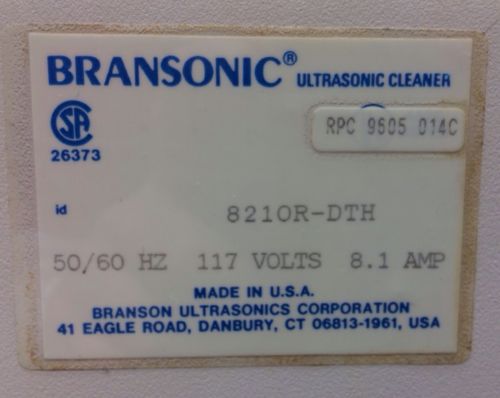 BRANSONIC® ULTRASONIC CLEANER
RPC 9605 014C
SA
26373
id 8210R-DTH
50/60 HZ 117 VOLTS 8.1 AMP
MADE IN U.S.A.
BRANSON ULTRASONICS CORPORATION
41 EAGLE ROAD, DANBURY, CT 06813-1961, USA